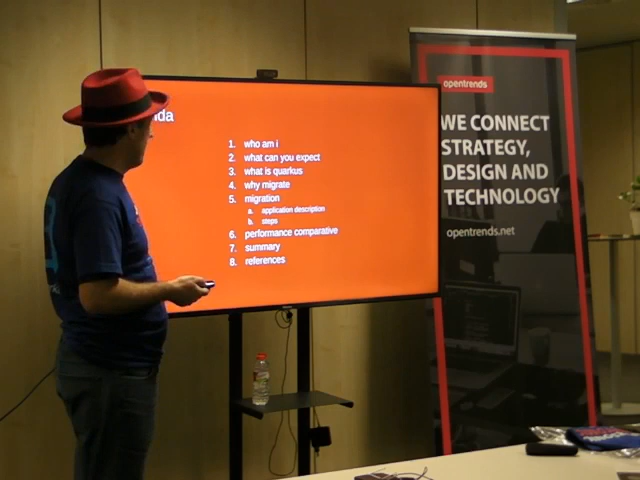 nda
1. who am i
2. what can you expect
3. what is quarkus
4. why migrate
5. migration
a. application description
b. steps
6. performance comparative
7. summary
8. references
opentrends
WE CONNECT
STRATEGY,
DESIGN AND
TECHNOLOGY
opentrends.net